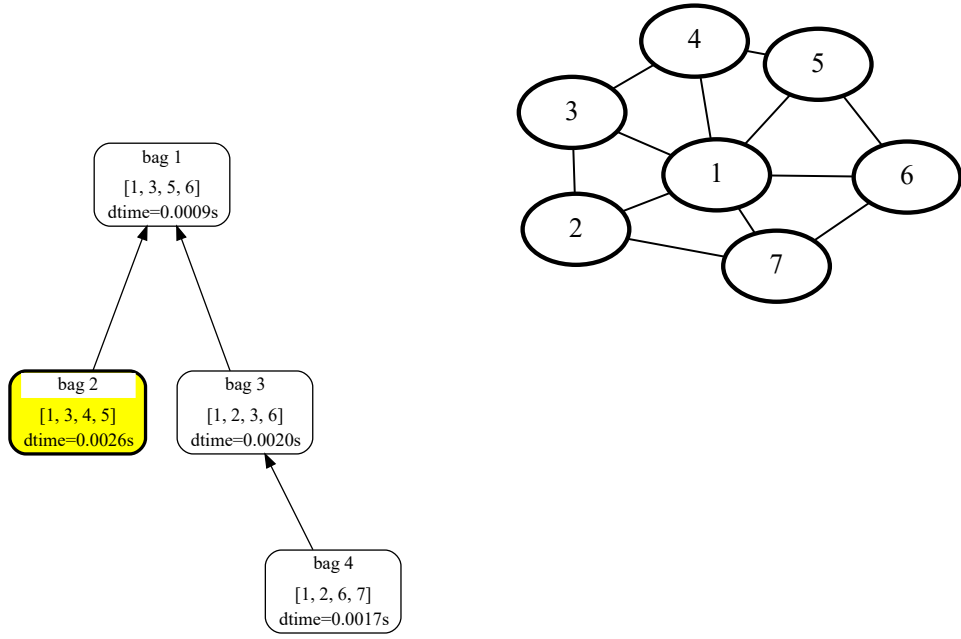 bag 1
[1, 3, 5, 6]
dtime=0.0009s
bag 2
[1, 3, 4, 5]
dtime=0.0026s
bag 3
[1, 2, 3, 6]
dtime=0.0020s
bag 4
[1, 2, 6, 7]
dtime=0.0017s
4
5
3
1
6
2
7